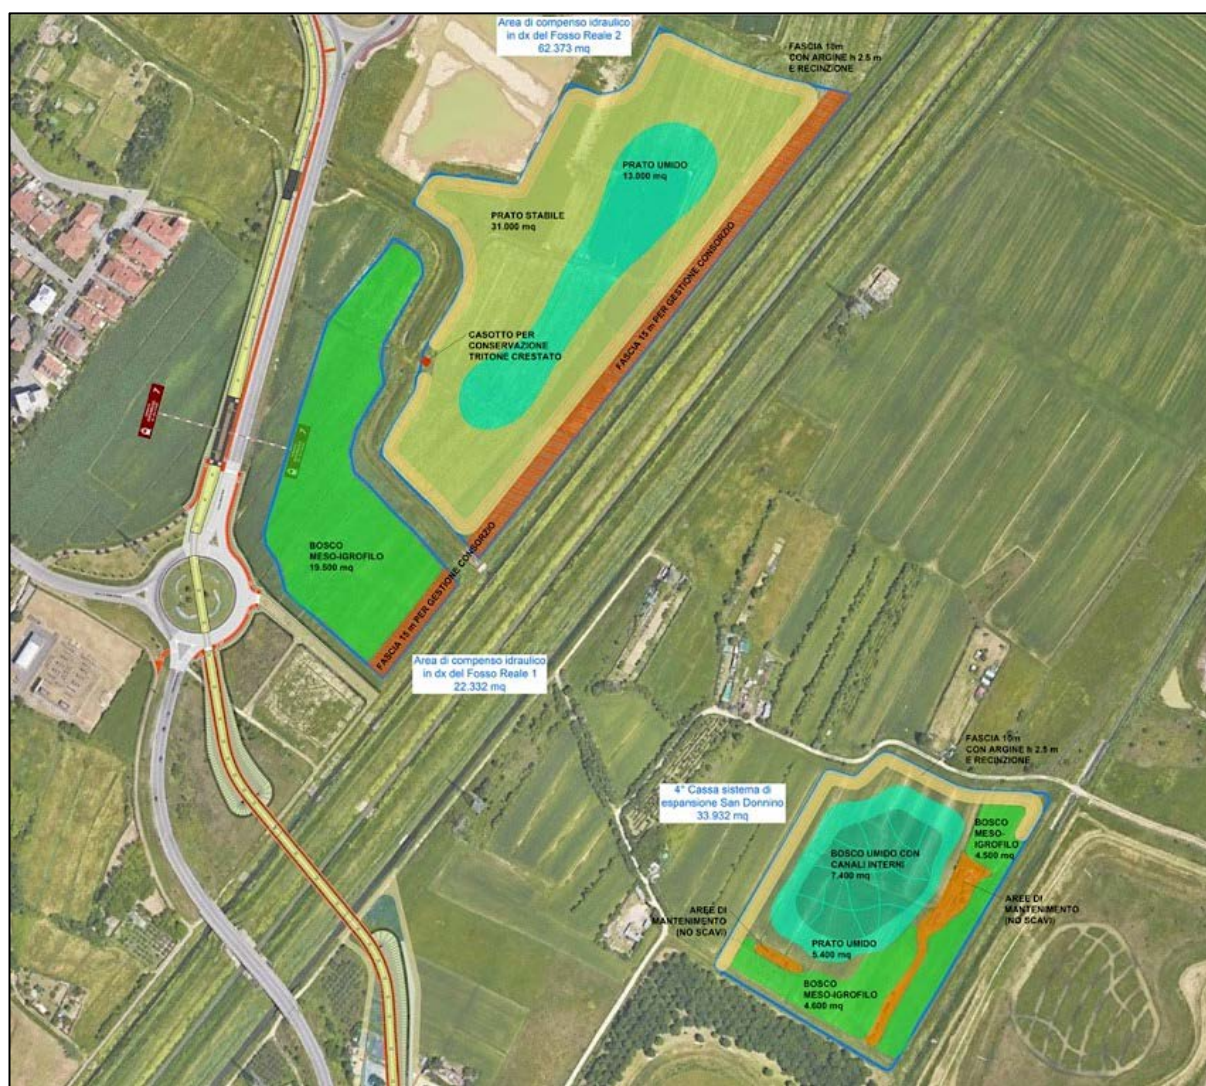 Area di compenso idraulico
in dx del Fosso Reale 2
62.373 mq
FASCIA 10m
CON ARGINE h 2.5 m
E RECINZIONE
PRATO UMIDO
13.000 mq
PRATO STABILE
31.000 mq
CASOTTO PER
CONSERVAZIONE
TRITONE CRESTATO
FASCIA 15 m PER GESTIONE CONSORZIO
7
7
BOSCO
MESO-IGROFILO
19.500 mq
FASCIA 15 m PER GESTIONE CONSORZIO
Area di compenso idraulico
in dx del Fosso Reale 1
22.332 mq
FASCIA 10m
CON ARGINE h 2.5 m
E RECINZIONE
4° Cassa sistema di
espansione San Donnino
33.932 mq
BOSCO
MESO-
IGROFILO
4.500 mq
BOSCO UMIDO CON
CANALI INTERNI
7.400 mq
AREE DI
MANTENIMENTO
(NO SCAVI)
AREE DI
MANTENIMENTO
(NO SCAVI)
PRATO UMIDO
5.400 mq
BOSCO
MESO-IGROFILO
4.600 mq